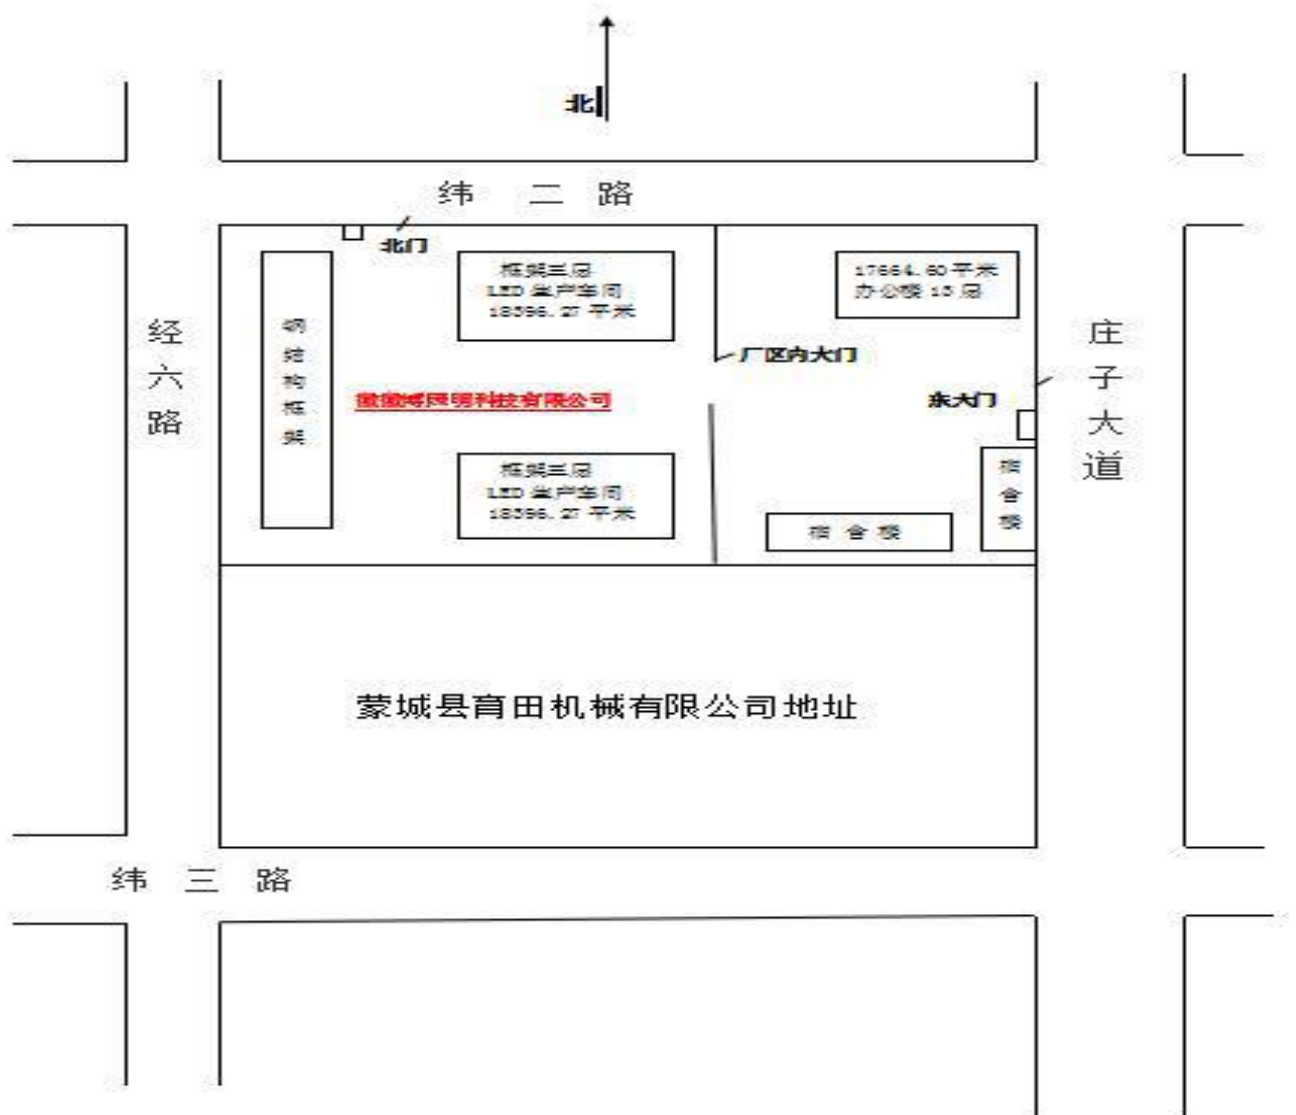 北
纬 二 路
北门
框架三层
LED 生产车间
18396.27 平米
17664.60 平米
办公楼 13 层
钢结构框架
经六路
庄子大道
厂区内大门
东大门
框架三层
LED 生产车间
18396.27 平米
宿舍楼
宿 舍 楼
蒙城县育田机械有限公司地址
纬 三 路